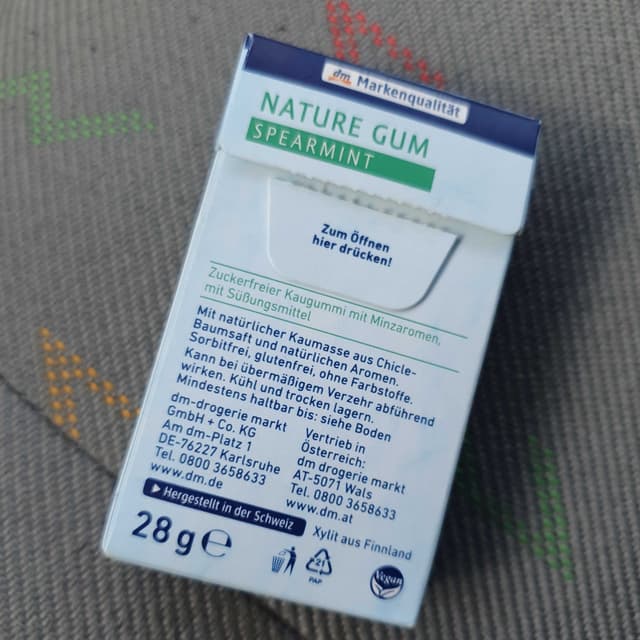 dm Markenqualität
NATURE GUM
SPEARMINT
Zum Öffnen
hier drücken!
Zuckerfreier Kaugummi mit Minzaromen,
mit Süßungsmittel
Mit natürlicher Kaumasse aus Chicle-
Baumsaft und natürlichen Aromen.
Sorbitfrei, glutenfrei, ohne Farbstoffe.
Kann bei übermäßigem Verzehr abführend
wirken. Kühl und trocken lagern.
Mindestens haltbar bis: siehe Boden
dm-drogerie markt
GmbH + Co. KG
Am dm-Platz 1
DE-76227 Karlsruhe
Tel. 0800 3658633
www.dm.de
Vertrieb in
Österreich:
dm drogerie markt
AT-5071 Wals
Tel. 0800 3658633
www.dm.at
Hergestellt in der Schweiz
28 g ℮
Xylit aus Finnland
21
PAP
Vegan